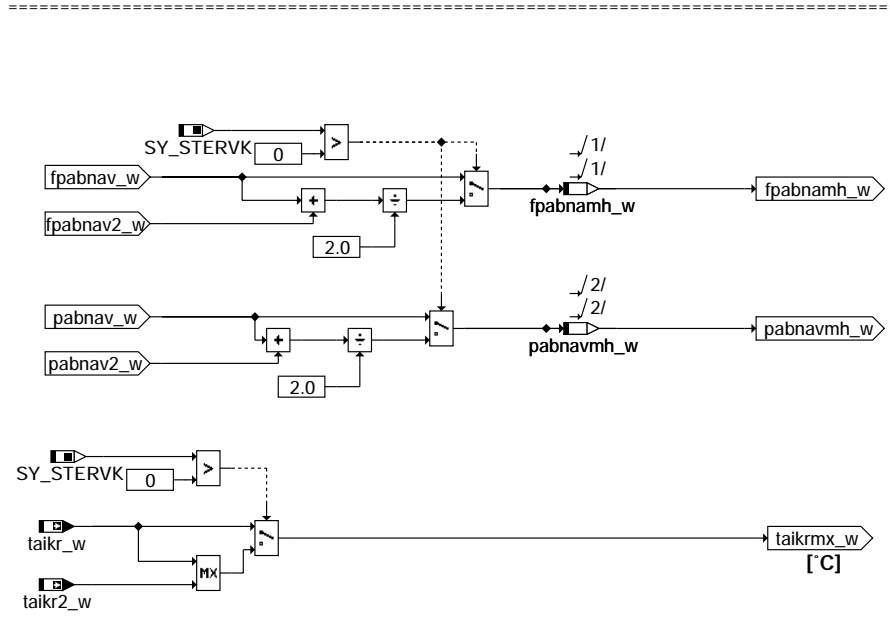 SY_STERVK
0
>
1/
1/
fpabnav_w
fpabnamh_w
fpabnamh_w
+
÷
fpabnav2_w
2.0
2/
2/
pabnav_w
pabnavmh_w
pabnavmh_w
+
÷
pabnav2_w
2.0
SY_STERVK
0
>
taikr_w
taikrmx_w
[°C]
MX
taikr2_w